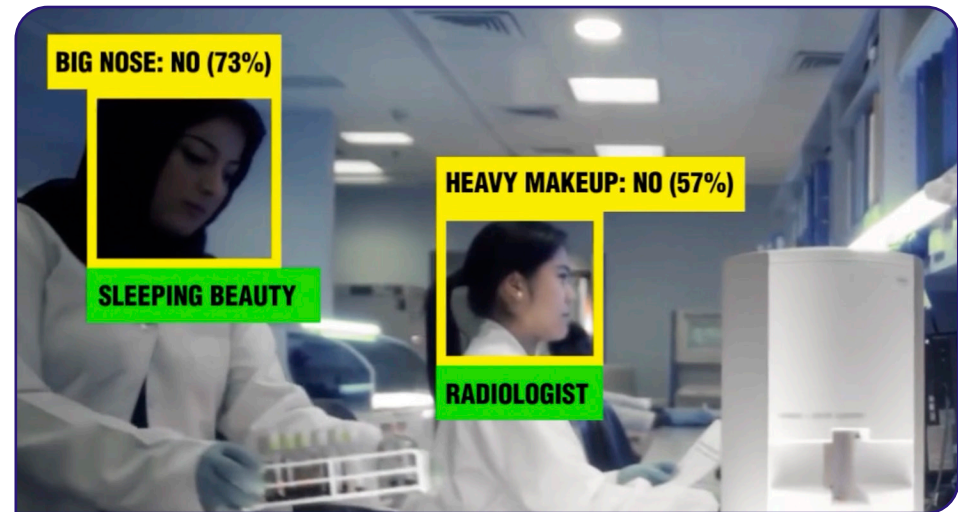 BIG NOSE: NO (73%)
SLEEPING BEAUTY
HEAVY MAKEUP: NO (57%)
RADIOLOGIST